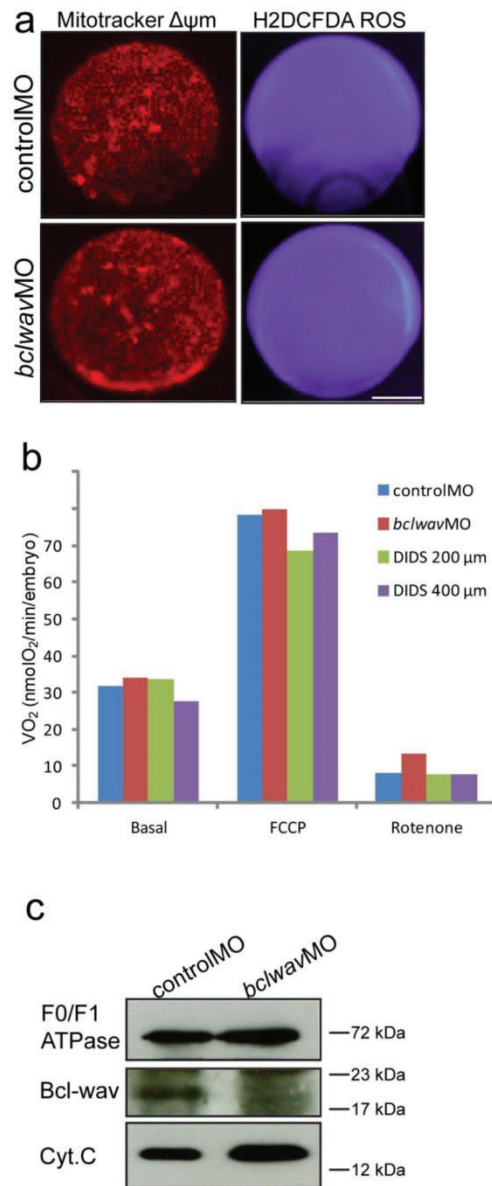 a
Mitotracker Δψm
H2DCFDA ROS
controlMO
bclwavMO
b
VO2 (nmolO2/min/embryo)
70
60
50
40
30
20
10
0
Basal
FCCP
Rotenone
controlMO
bclwavMO
DIDS 200 μm
DIDS 400 μm
c
controlMO
bclwavMO
F0/F1
ATPase
72 kDa
Bcl-wav
23 kDa
17 kDa
Cyt.C
12 kDa